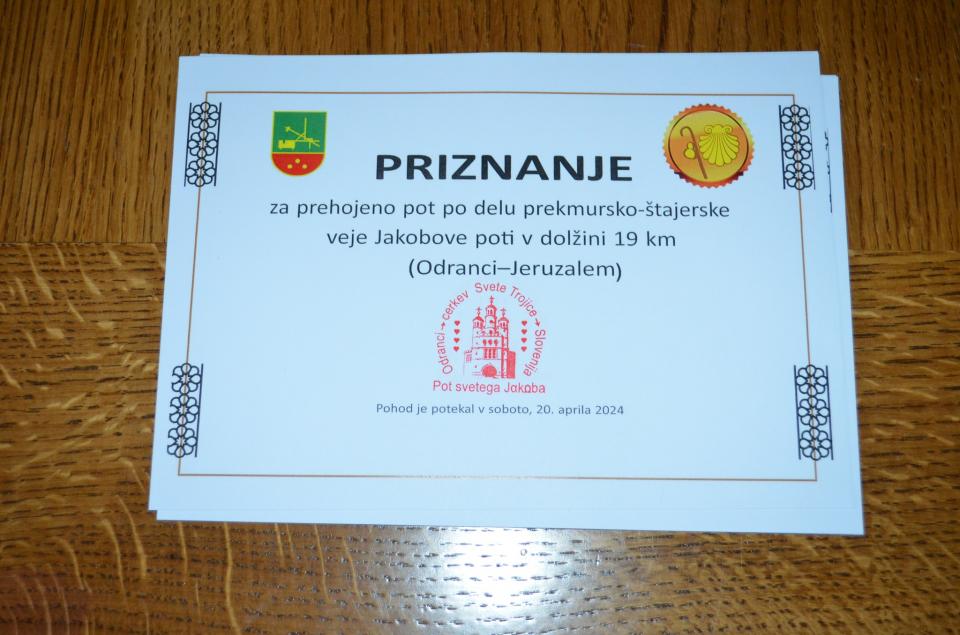 PRIZNANJE
za prehojeno pot po delu prekmursko-štajerske
veje Jakobove poti v dolžini 19 km
(Odranci–Jeruzalem)
Odranci→cerkev Svete Trojice→Slovenija
Pot svetega Jakoba
Pohod je potekal v soboto, 20. aprila 2024